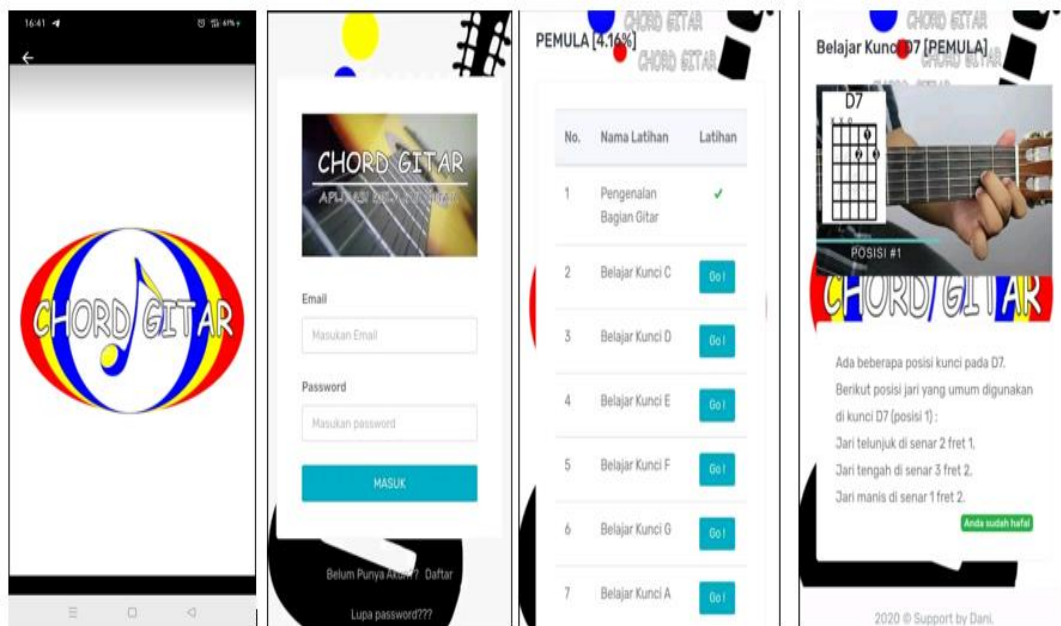 16:41
61%
CHORD GITAR
CHORD GITAR
Email
Masukan Email
Password
Masukan password
MASUK
Belum Punya Akun?? Daftar
Lupa password???
CHORD GITAR
PEMULA [4.16%]
CHORD GITAR
No. Nama Latihan Latihan
1 Pengenalan
Bagian Gitar
2 Belajar Kunci C Go !
3 Belajar Kunci D Go !
4 Belajar Kunci E Go !
5 Belajar Kunci F Go !
6 Belajar Kunci G Go !
7 Belajar Kunci A Go !
CHORD GITAR
Belajar Kunci D7 [PEMULA]
CHORD GITAR
D7
X X O
1
2 3
POSISI #1
CHORD GITAR
Ada beberapa posisi kunci pada D7.
Berikut posisi jari yang umum digunakan
di kunci D7 (posisi 1) :
Jari telunjuk di senar 2 fret 1,
Jari tengah di senar 3 fret 2,
Jari manis di senar 1 fret 2.
Anda sudah hafal
2020 © Support by Dani.